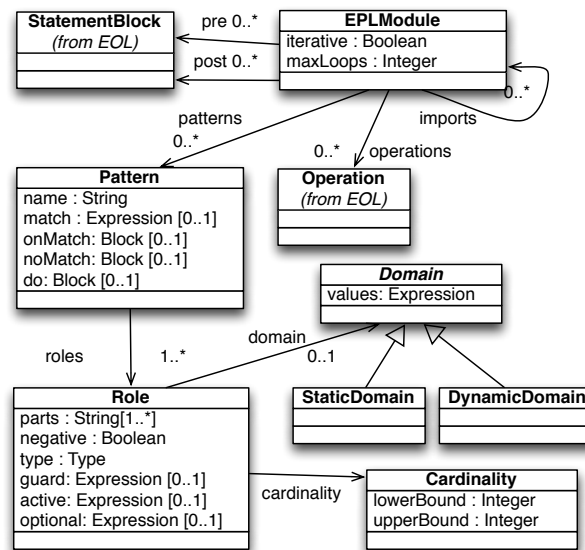 StatementBlock
(from EOL)
pre 0..*
post 0..*
EPLModule
iterative : Boolean
maxLoops : Integer
0..*
imports
patterns
0..*
0..*
operations
Pattern
name : String
match : Expression [0..1]
onMatch: Block [0..1]
noMatch: Block [0..1]
do: Block [0..1]
Operation
(from EOL)
Domain
values: Expression
roles
1..*
domain
0..1
StaticDomain
DynamicDomain
Role
parts : String[1..*]
negative : Boolean
type : Type
guard: Expression [0..1]
active: Expression [0..1]
optional: Expression [0..1]
cardinality
Cardinality
lowerBound : Integer
upperBound : Integer